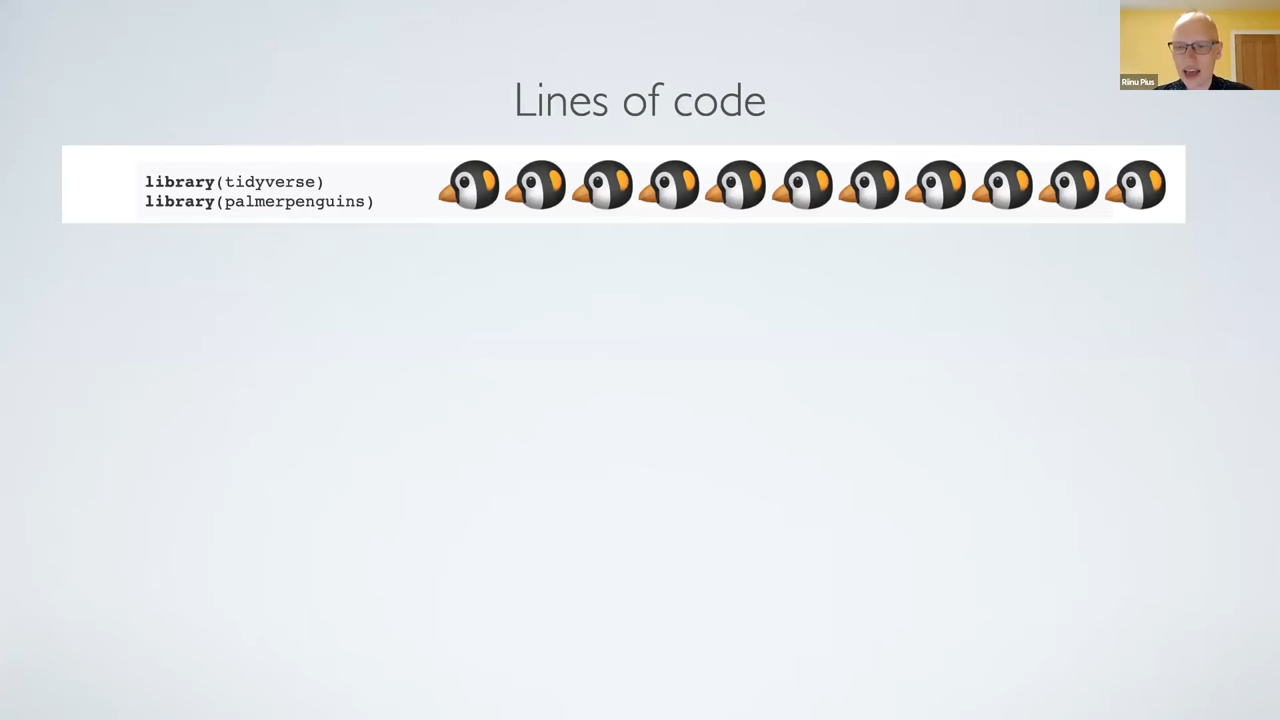 Lines of code
library(tidyverse)
library(palmerpenguins)
Riinu Pius